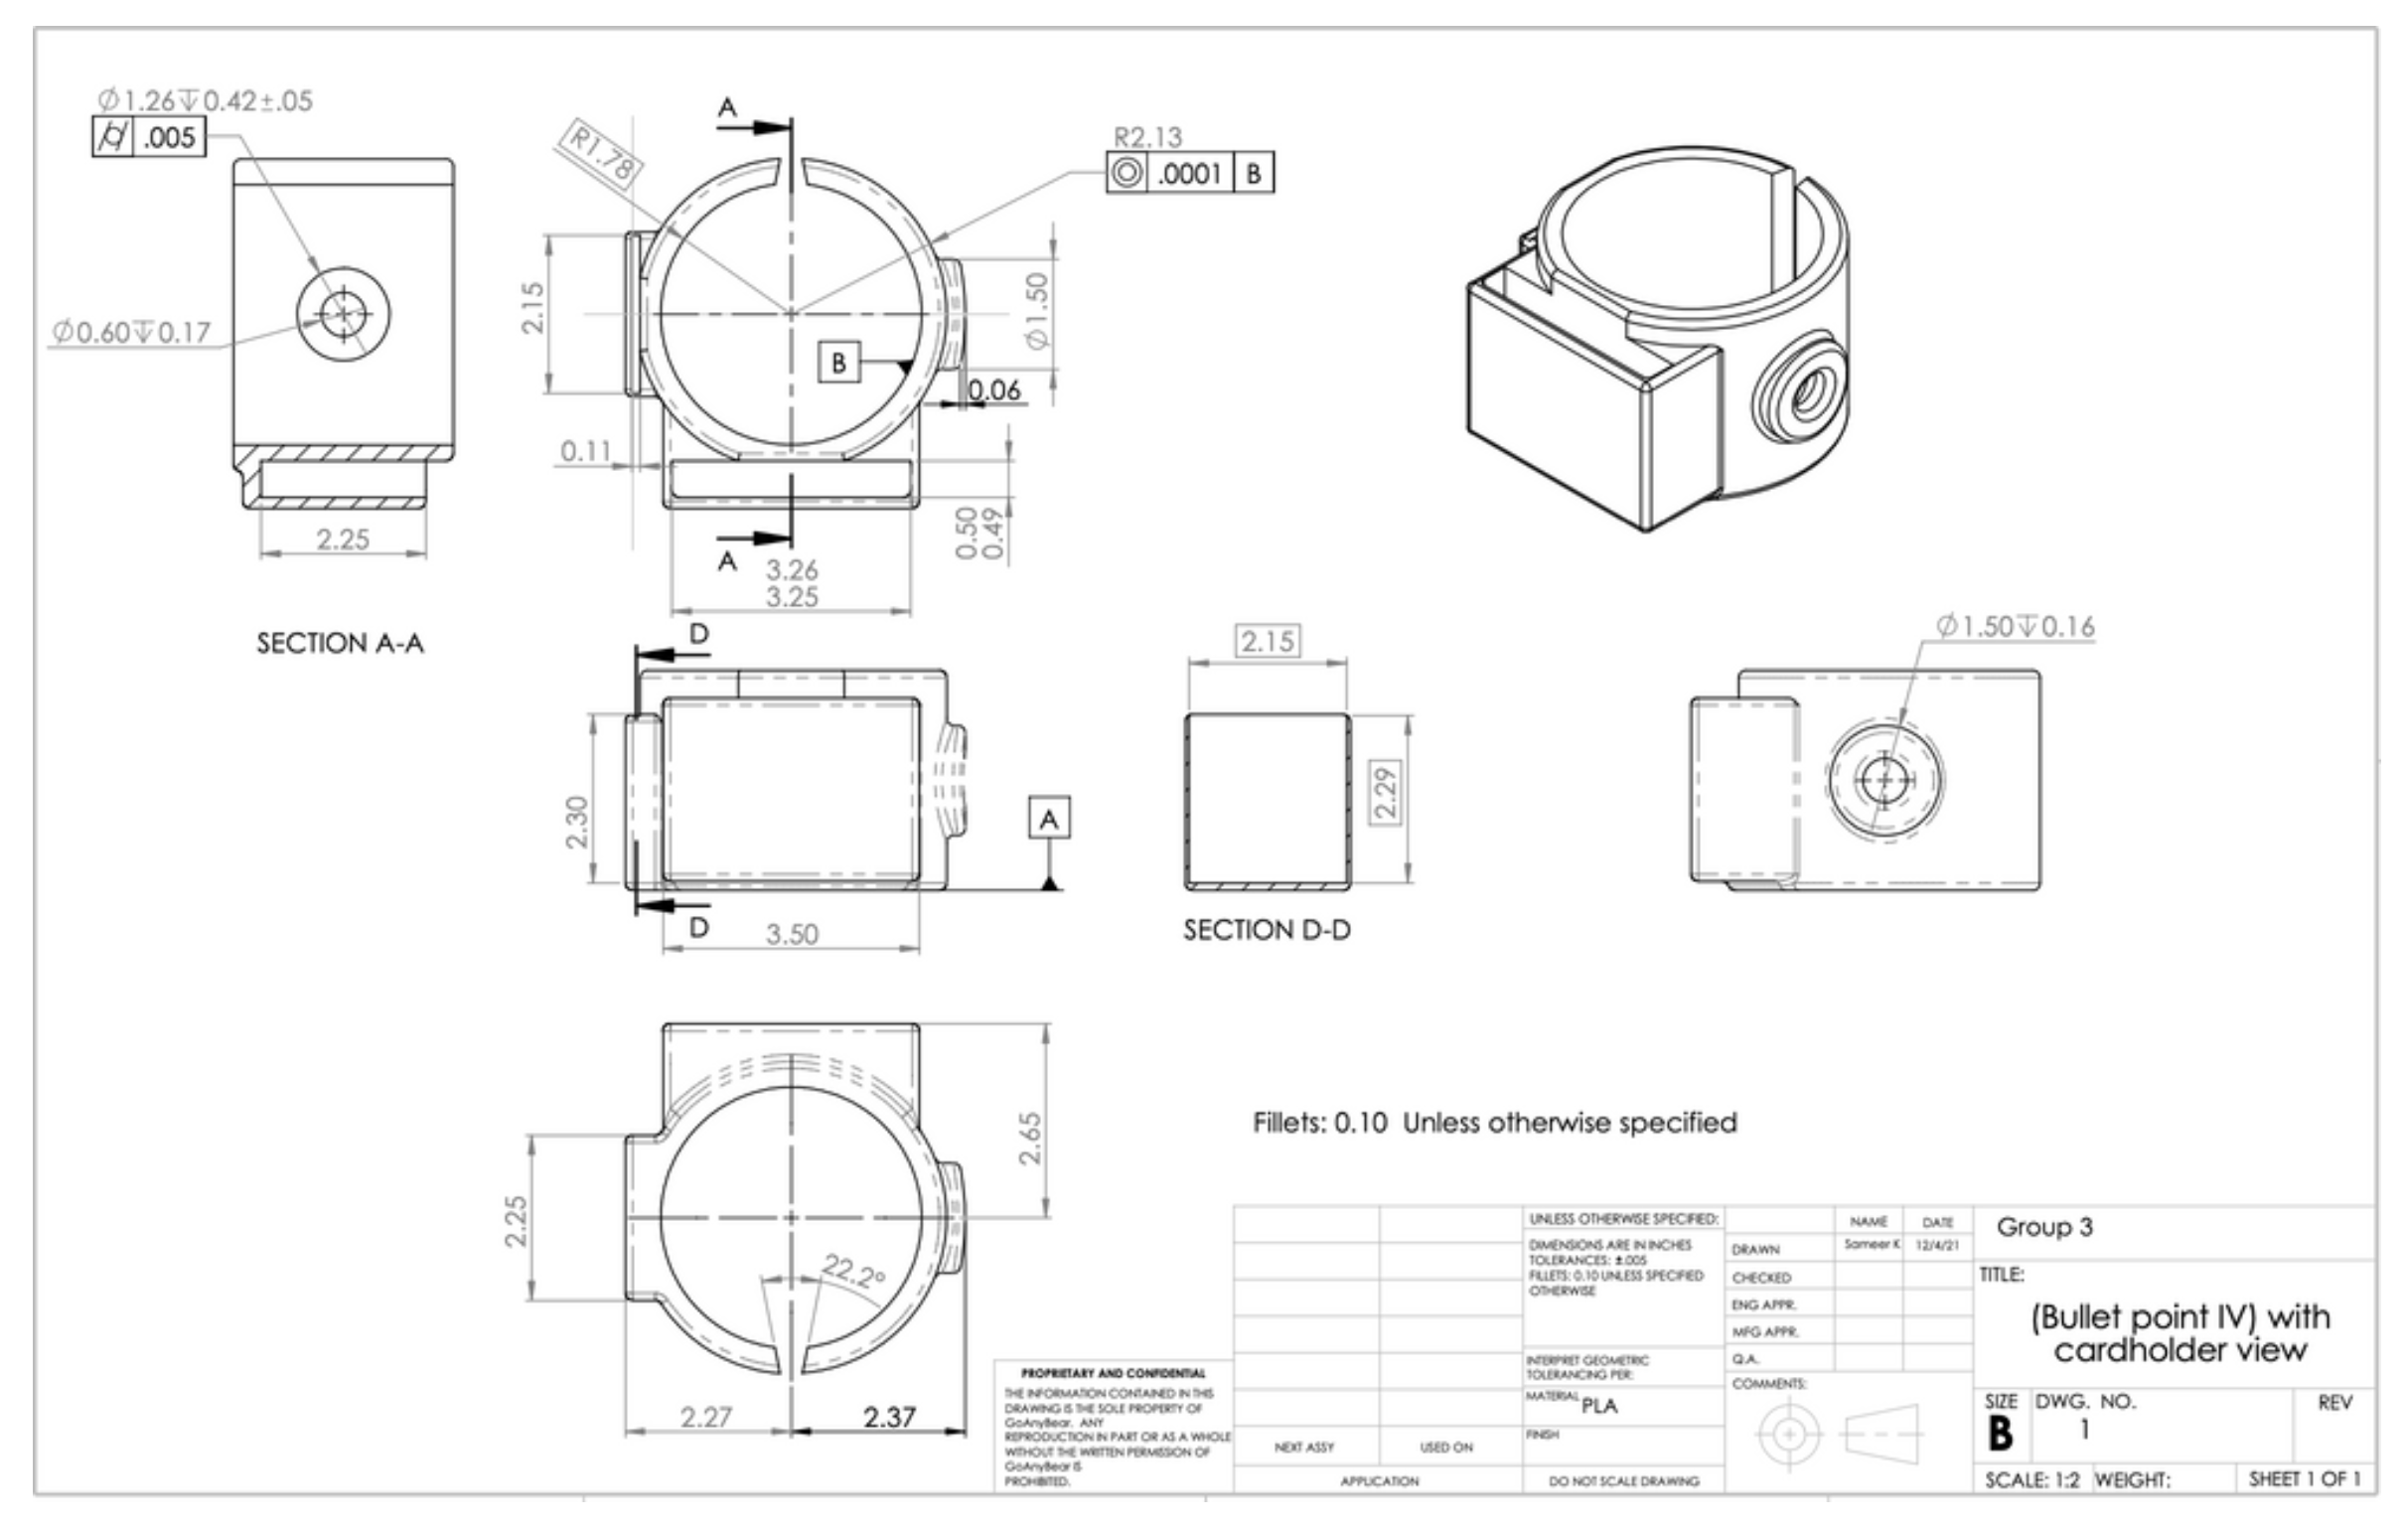 ∅1.26↧0.42±.05
⌭ .005
∅0.60↧0.17
2.25
SECTION A-A
A
R1.78
R2.13
◎ .0001 B
2.15
∅1.50
B
0.06
0.11
0.50
0.49
A
3.26
3.25
D
2.30
A
D
3.50
2.15
2.29
SECTION D-D
∅1.50↧0.16
2.65
2.25
22.2°
2.27
2.37
Fillets: 0.10 Unless otherwise specified
PROPRIETARY AND CONFIDENTIAL
THE INFORMATION CONTAINED IN THIS
DRAWING IS THE SOLE PROPERTY OF
GoAnyBear. ANY
REPRODUCTION IN PART OR AS A WHOLE
WITHOUT THE WRITTEN PERMISSION OF
GoAnyBear IS
PROHIBITED.
NEXT ASSY
USED ON
APPLICATION
UNLESS OTHERWISE SPECIFIED:
DIMENSIONS ARE IN INCHES
TOLERANCES: ±.005
FILLETS: 0.10 UNLESS SPECIFIED
OTHERWISE
INTERPRET GEOMETRIC
TOLERANCING PER:
MATERIAL PLA
FINISH
DO NOT SCALE DRAWING
NAME DATE
DRAWN Sameer K 12/4/21
CHECKED
ENG APPR.
MFG APPR.
Q.A.
COMMENTS:
Group 3
TITLE:
(Bullet point IV) with
cardholder view
SIZE DWG. NO. REV
B 1
SCALE: 1:2 WEIGHT: SHEET 1 OF 1